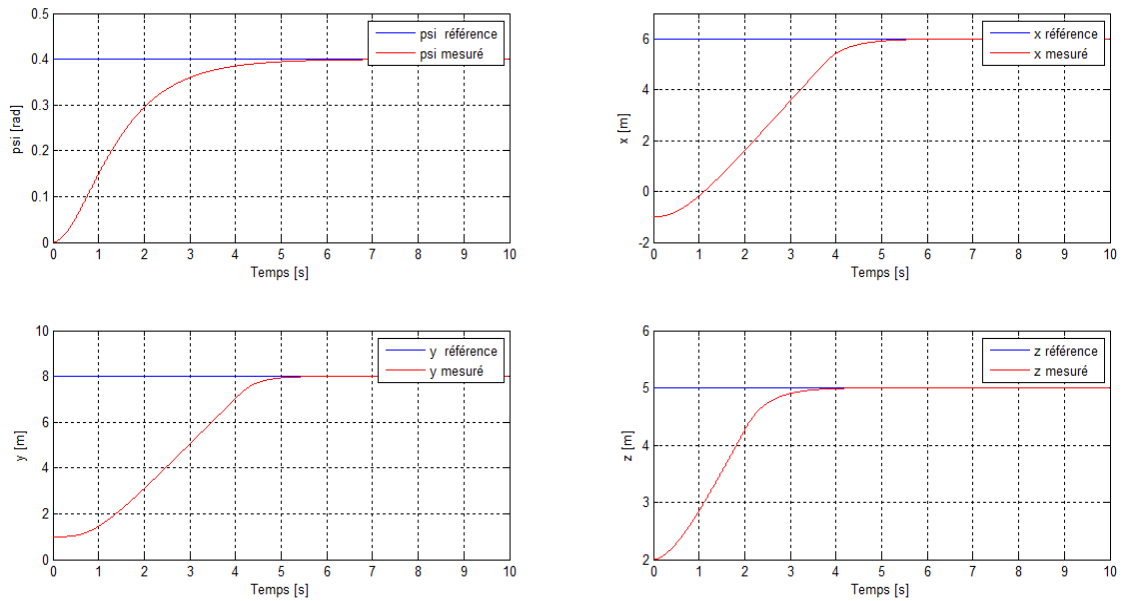 0.5
0.4
0.3
0.2
0.1
0
psi [rad]
psi référence
psi mesuré
0 1 2 3 4 5 6 7 8 9 10
Temps [s]
6
4
2
0
-2
x [m]
x référence
x mesuré
0 1 2 3 4 5 6 7 8 9 10
Temps [s]
10
8
6
4
2
0
y [m]
y référence
y mesuré
0 1 2 3 4 5 6 7 8 9 10
Temps [s]
6
5
4
3
2
z [m]
z référence
z mesuré
0 1 2 3 4 5 6 7 8 9 10
Temps [s]